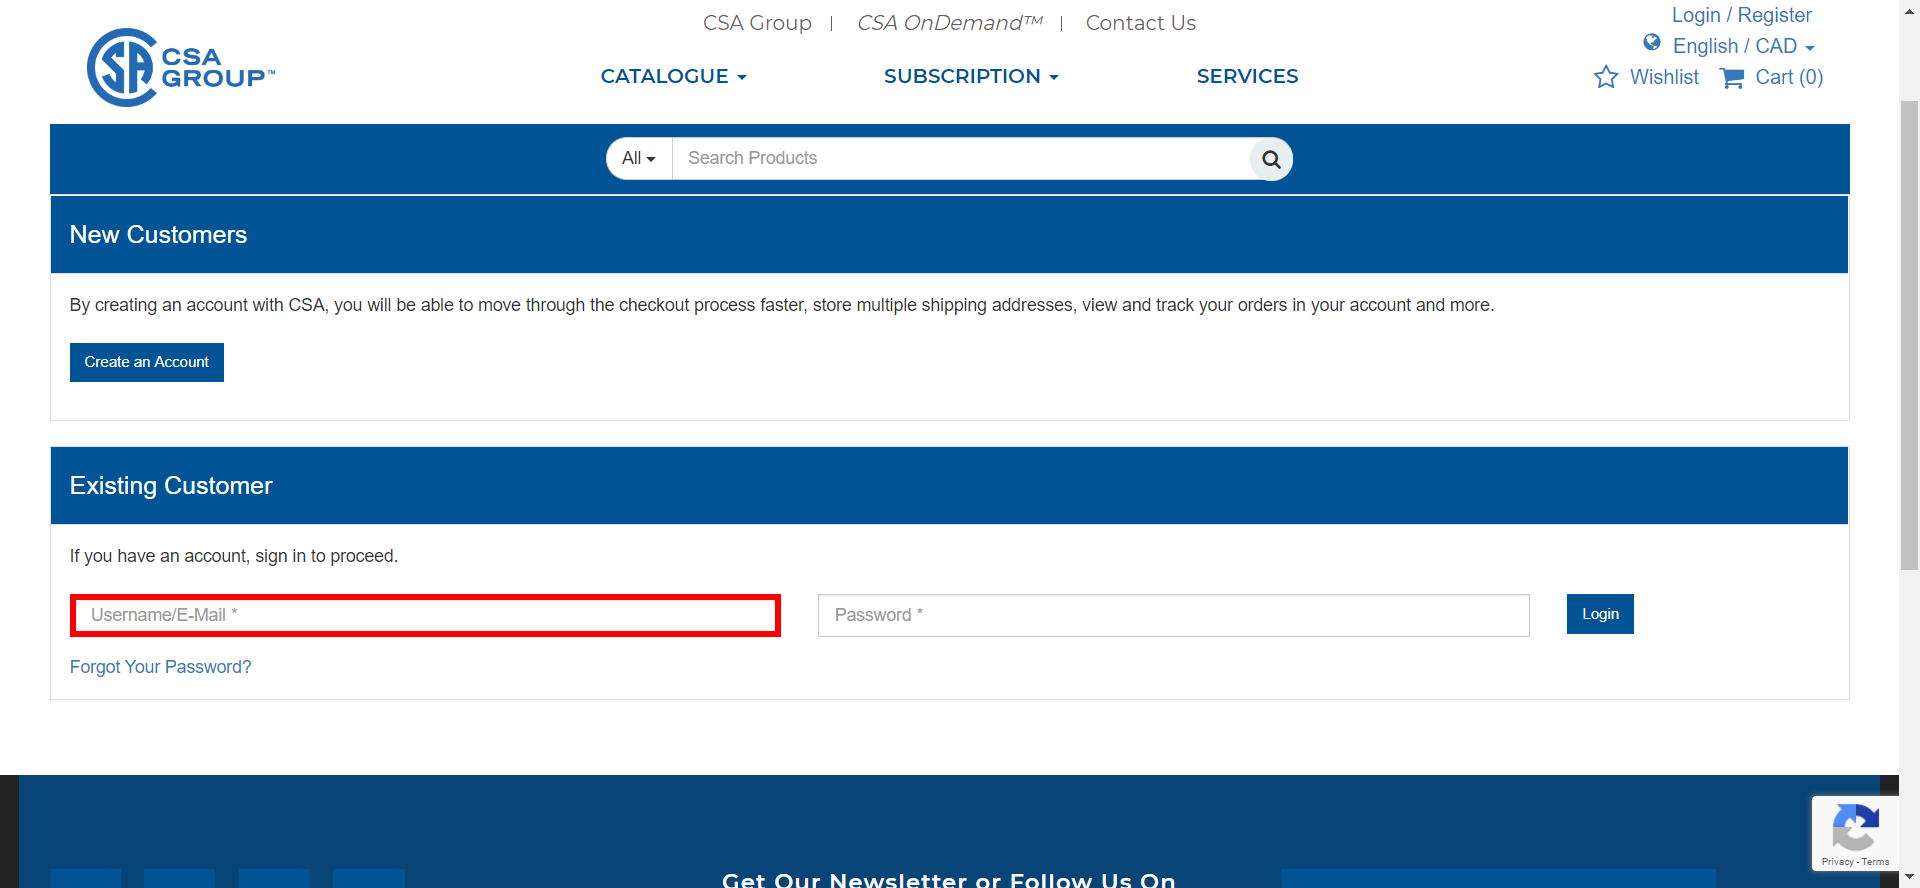 CSA Group | CSA OnDemand™ | Contact Us
Login / Register
English / CAD
CSA GROUP™
CATALOGUE
SUBSCRIPTION
SERVICES
Wishlist
Cart (0)
All
Search Products
New Customers
By creating an account with CSA, you will be able to move through the checkout process faster, store multiple shipping addresses, view and track your orders in your account and more.
Create an Account
Existing Customer
If you have an account, sign in to proceed.
Username/E-Mail *
Password *
Login
Forgot Your Password?
Privacy - Terms
Get Our Newsletter or Follow Us On